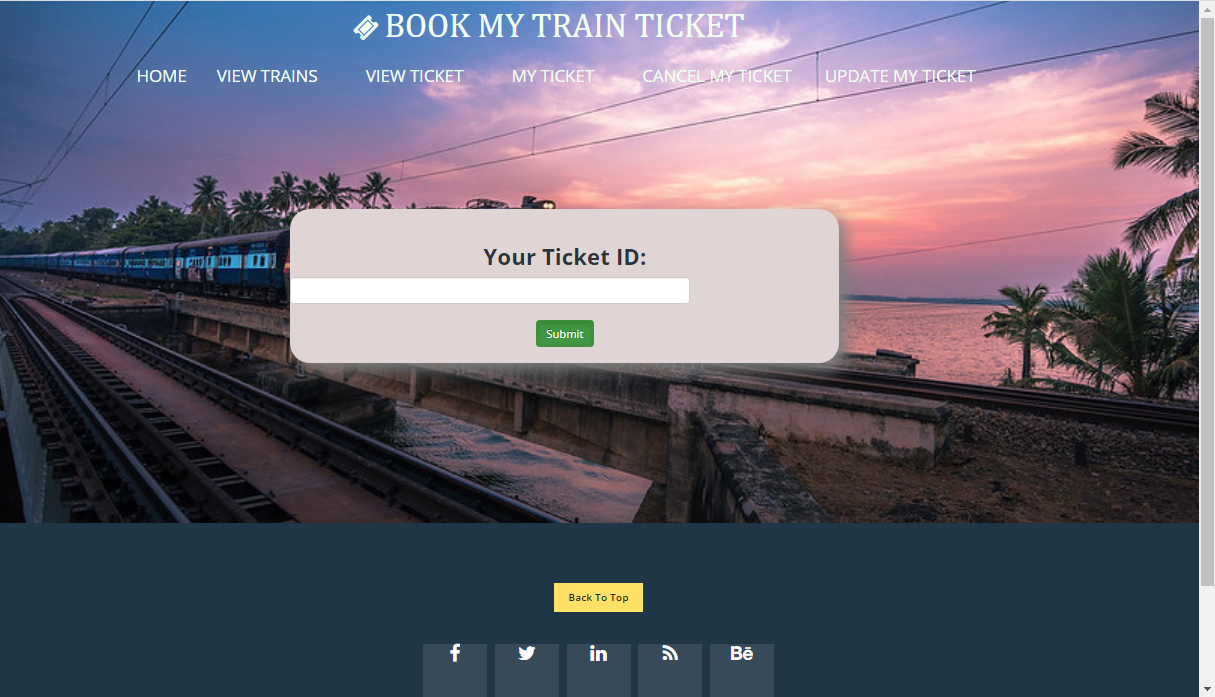 BOOK MY TRAIN TICKET
HOME VIEW TRAINS VIEW TICKET MY TICKET CANCEL MY TICKET UPDATE MY TICKET
Your Ticket ID:
Submit
Back To Top
f in Bē